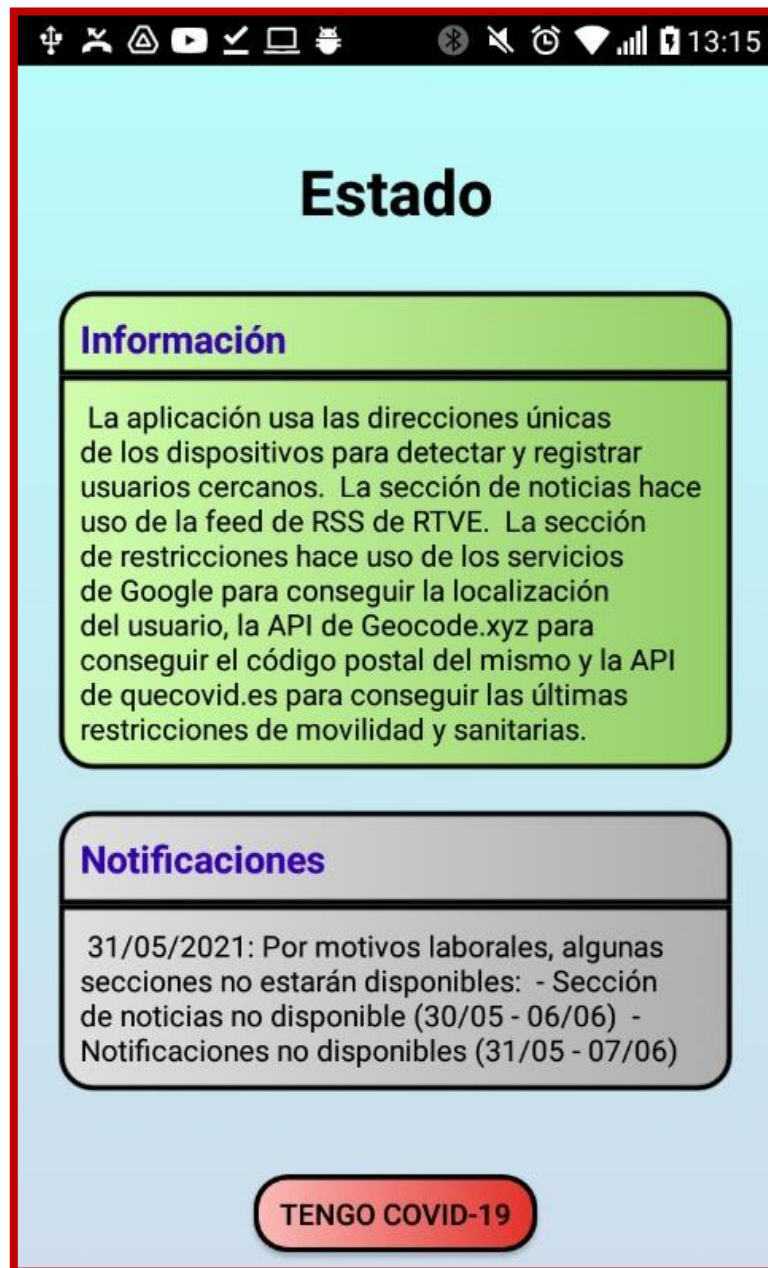 13:15
Estado
Información
La aplicación usa las direcciones únicas
de los dispositivos para detectar y registrar
usuarios cercanos.  La sección de noticias hace
uso de la feed de RSS de RTVE.  La sección
de restricciones hace uso de los servicios
de Google para conseguir la localización
del usuario, la API de Geocode.xyz para
conseguir el código postal del mismo y la API
de quecovid.es para conseguir las últimas
restricciones de movilidad y sanitarias.
Notificaciones
31/05/2021: Por motivos laborales, algunas
secciones no estarán disponibles:  - Sección
de noticias no disponible (30/05 - 06/06)  -
Notificaciones no disponibles (31/05 - 07/06)
TENGO COVID-19